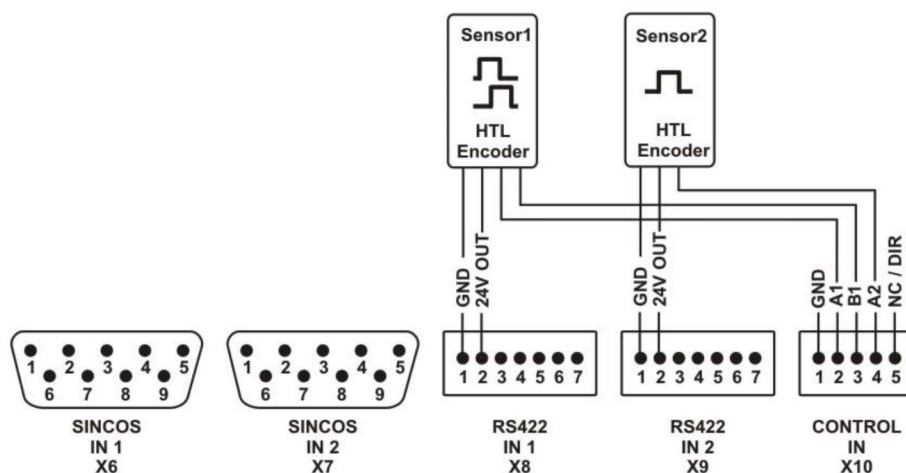 Sensor1
HTL
Encoder
Sensor2
HTL
Encoder
GND
24V OUT
GND
24V OUT
GND
A1
B1
A2
NC / DIR
1 2 3 4 5
6 7 8 9
1 2 3 4 5
6 7 8 9
1 2 3 4 5 6 7
1 2 3 4 5 6 7
1 2 3 4 5
SINCOS
IN 1
X6
SINCOS
IN 2
X7
RS422
IN 1
X8
RS422
IN 2
X9
CONTROL
IN
X10